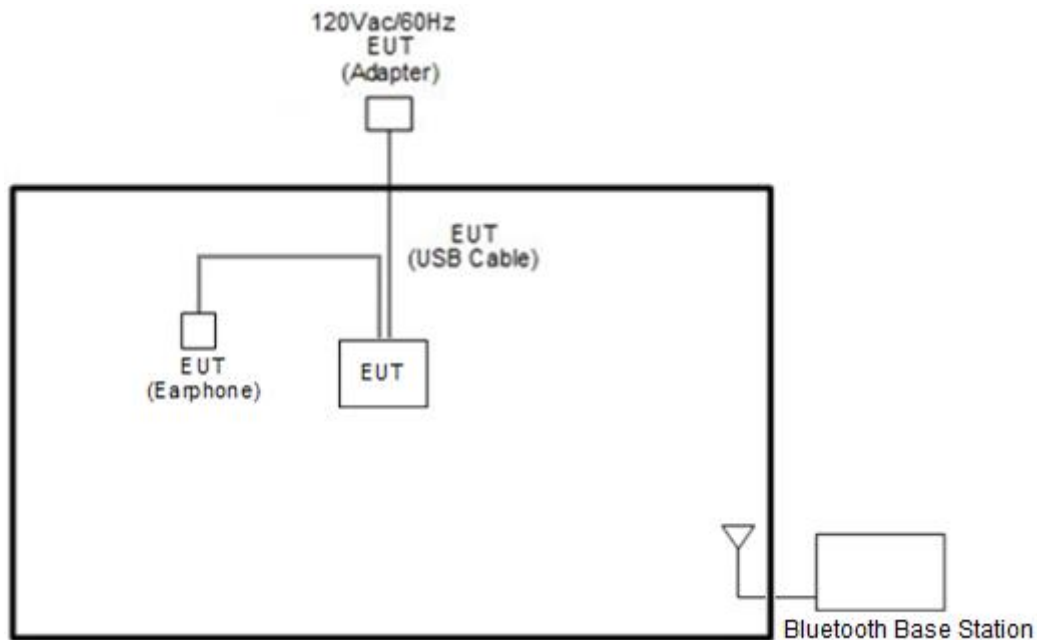 120Vac/60Hz
EUT
(Adapter)
EUT
(USB Cable)
EUT
(Earphone)
EUT
Bluetooth Base Station